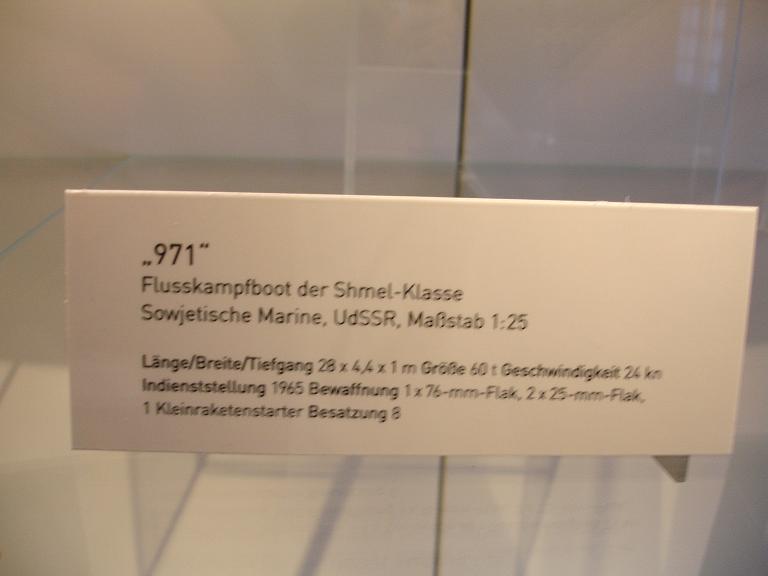 „971“
Flusskampfboot der Shmel-Klasse
Sowjetische Marine, UdSSR, Maßstab 1:25
Länge/Breite/Tiefgang 28 x 4,4 x 1 m Größe 60 t Geschwindigkeit 24 kn
Indienststellung 1965 Bewaffnung 1 x 76-mm-Flak, 2 x 25-mm-Flak,
1 Kleinraketenstarter Besatzung 8